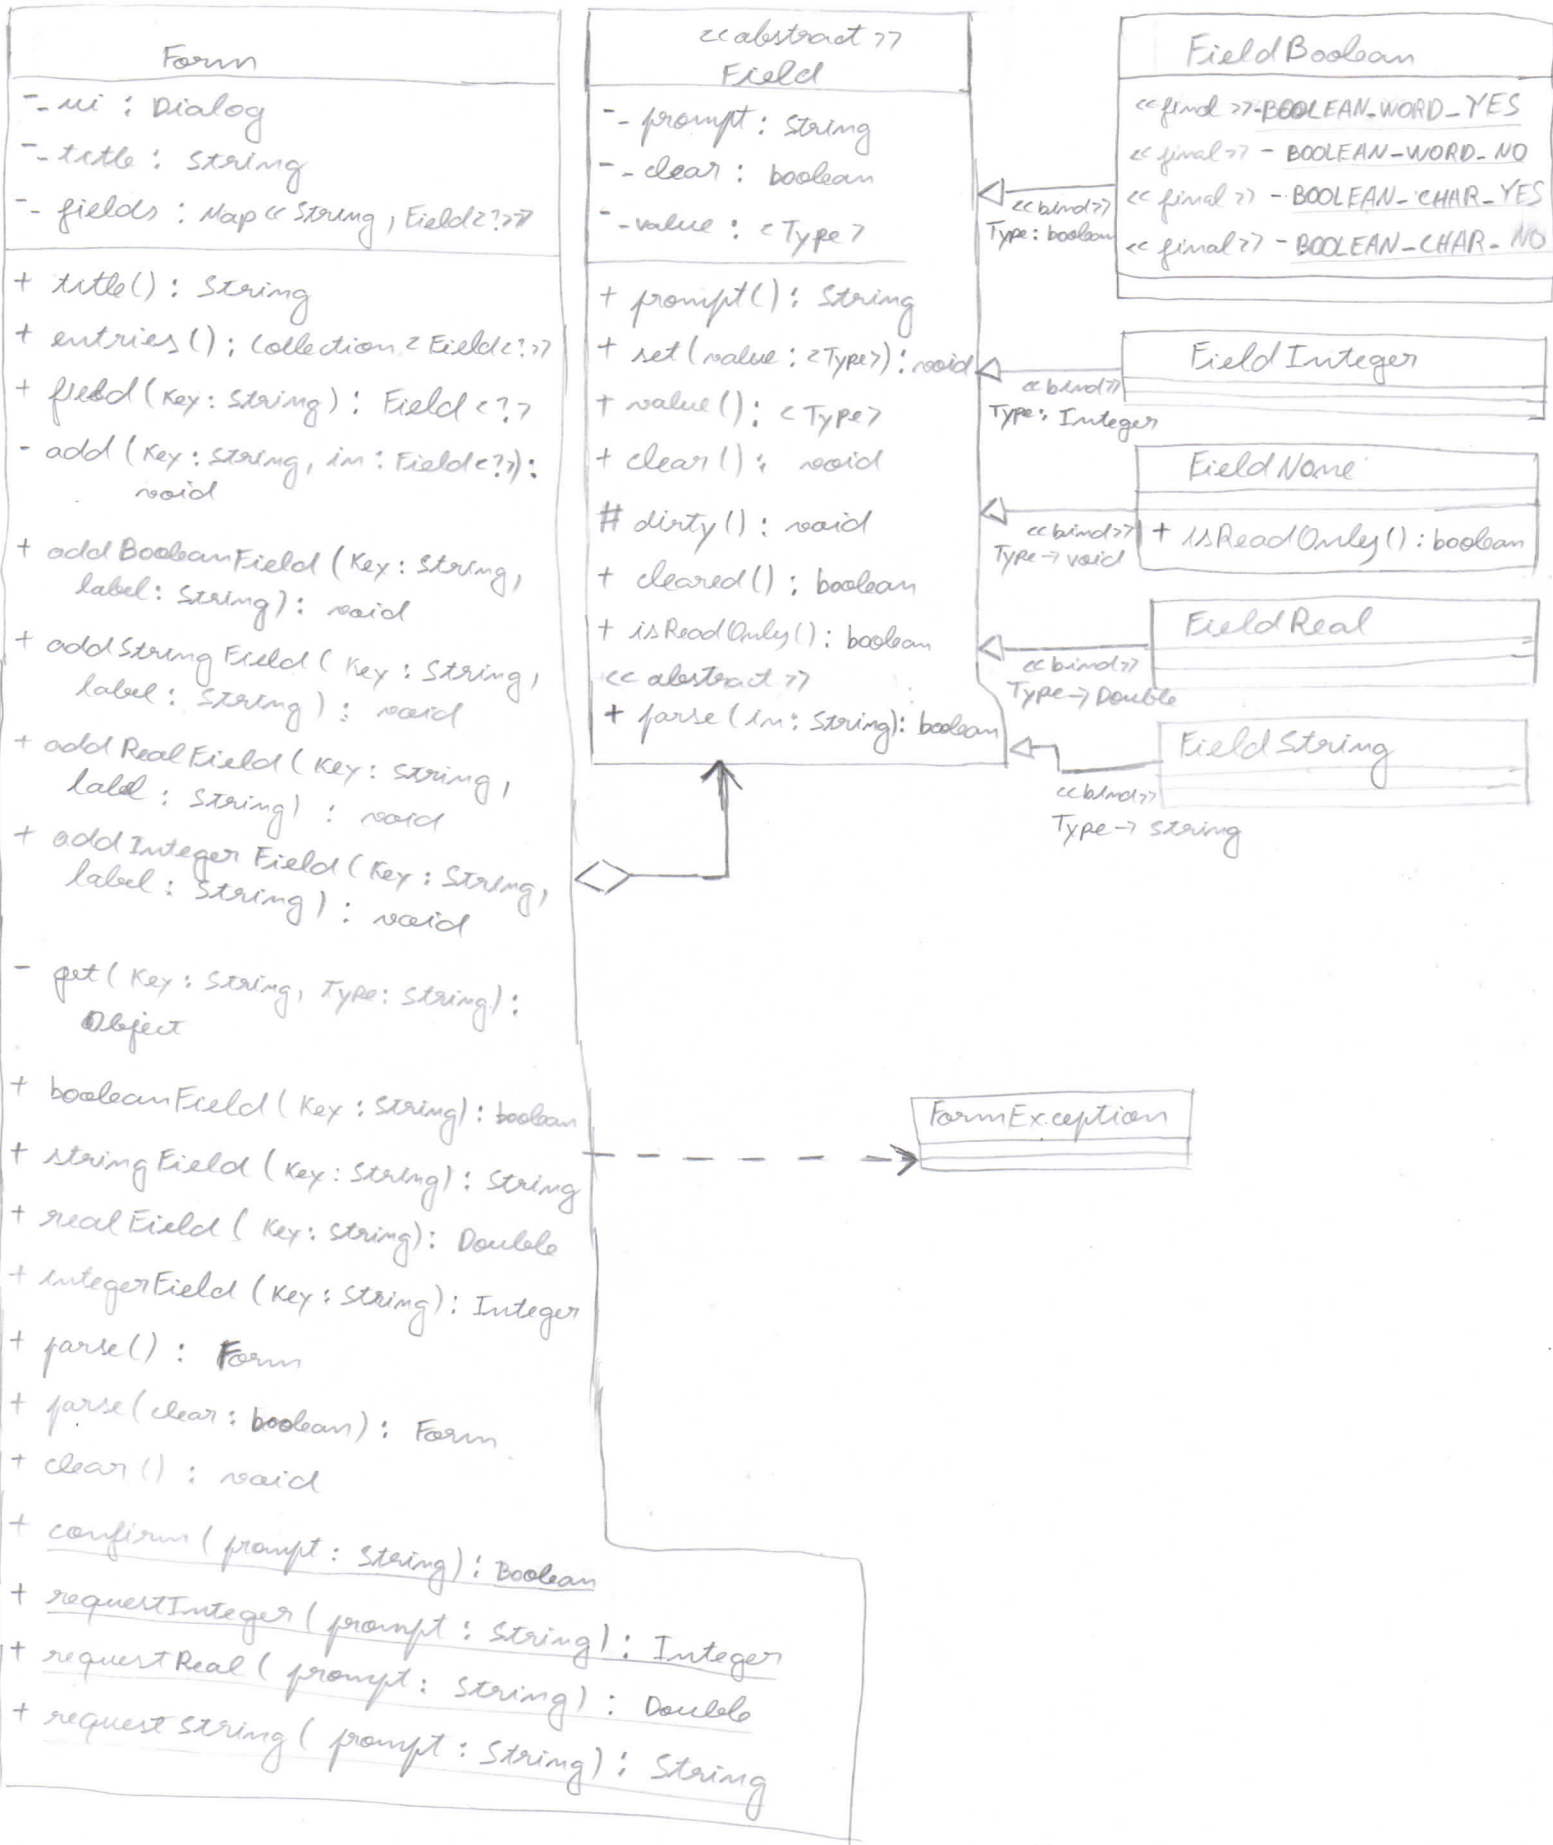 Form
- _ui : Dialog
- _title : String
- _fields : Map<<String, Field<?>>
+ title() : String
+ entries() : Collection<Field<?>>
+ field(Key : String) : Field<?>
- add(Key : String, in : Field<?>) :
void
+ addBooleanField(Key : String,
label : String) : void
+ addStringField(Key : String,
label : String) : void
+ addRealField(Key : String,
label : String) : void
+ addIntegerField(Key : String,
label : String) : void
- get(Key : String, Type : String) :
Object
+ booleanField(Key : String) : boolean
+ stringField(Key : String) : String
+ realField(Key : String) : Double
+ integerField(Key : String) : Integer
+ parse() : Form
+ parse(clear : boolean) : Form
+ clear() : void
+ confirm(prompt : String) : Boolean
+ requestInteger(prompt : String) : Integer
+ requestReal(prompt : String) : Double
+ requestString(prompt : String) : String
<<abstract>>
Field
- _prompt : String
- _clear : boolean
- _value : <Type>
+ prompt() : String
+ set(value : <Type>) : void
+ value() : <Type>
+ clear() : void
# dirty() : void
+ cleared() : boolean
+ isReadOnly() : boolean
<<abstract>>
+ parse(in : String) : boolean
<<bind>>
Type : boolean
FieldBoolean
<<final>> - BOOLEAN_WORD_YES
<<final>> - BOOLEAN_WORD_NO
<<final>> - BOOLEAN_CHAR_YES
<<final>> - BOOLEAN_CHAR_NO
<<bind>>
Type : Integer
FieldInteger
<<bind>>
Type → void
FieldNone
+ isReadOnly() : boolean
<<bind>>
Type → Double
FieldReal
<<bind>>
Type → String
FieldString
FormException